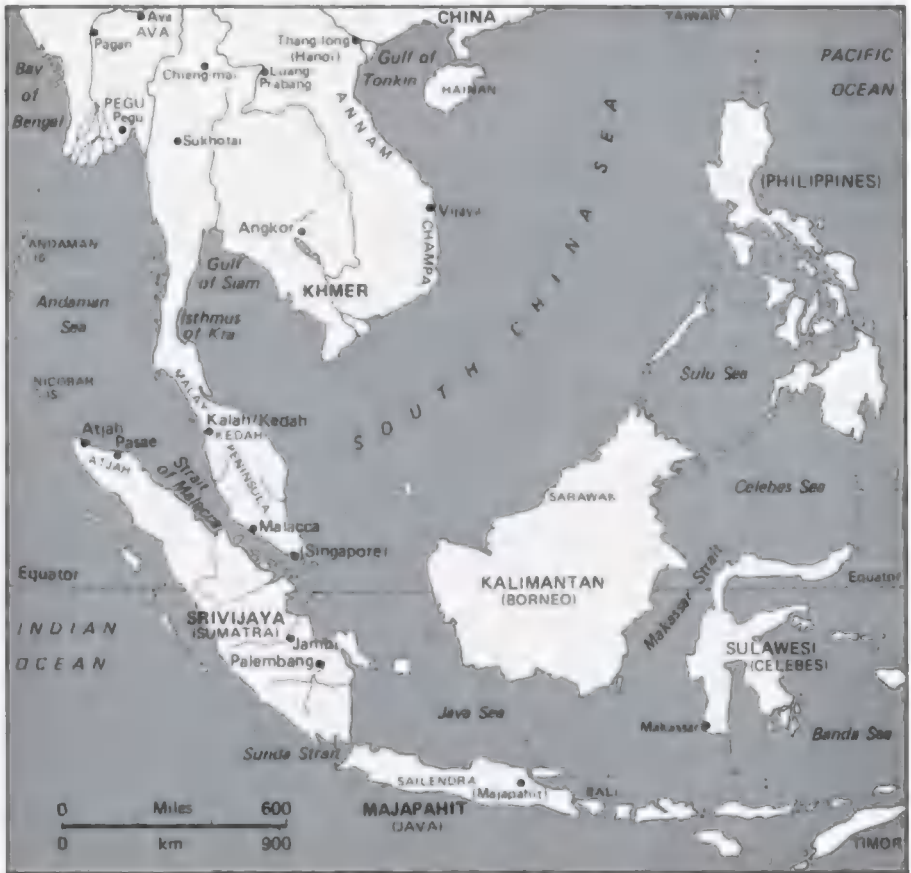 CHINA
TAIWAN
Ava
AVA
Pagan
Thang-long
(Hanoi)
Gulf of
Tonkin
PACIFIC
OCEAN
Bay
of
Bengal
Chieng mai
Luang
Prabang
HAINAN
PEGU
Pegu
ANNAM
Sukhotai
(PHILIPPINES)
Vijaya
CHAMPA
Angkor
ANDAMAN
IS
Gulf
of Siam
KHMER
Andaman
Sea
Isthmus
of Kra
SOUTH CHINA SEA
Sulu Sea
NICOBAR
IS
MALAY
PENINSULA
Kalah/Kedah
KEDAH
Atjah
Pasae
ATJAH
Strait
of Malacca
Celebes Sea
SARAWAK
Malacca
(Singapore)
Equator
Equator
KALIMANTAN
(BORNEO)
Makassar Strait
INDIAN
OCEAN
SRIVIJAYA
(SUMATRA)
Jambi
Palembang
SULAWESI
(CELEBES)
Java Sea
Makassar
Banda Sea
Sunda Strait
SAILENDRA
(Majapahit)
BALI
MAJAPAHIT
(JAVA)
TIMOR
0 Miles 600
0 km 900